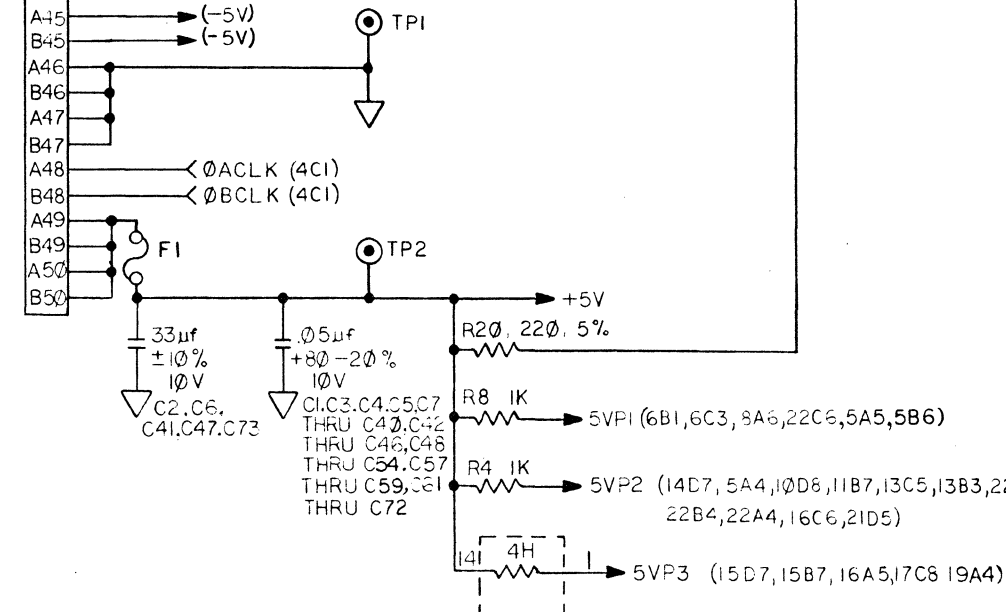 A45 (-5V) TP1
B45 (-5V)
A46
B46
A47
B47
A48 ØACLK (4C1)
B48 ØBCLK (4C1)
A49
B49 F1 TP2
A5Ø
B5Ø +5V
R2Ø, 22Ø, 5%
33µf .05µf
±1Ø% +8Ø-2Ø%
1ØV 1ØV
C2,C6, C1,C3,C4,C5,C7
C41,C47,C73 THRU C4Ø,C42
THRU C46,C48
THRU C54,C57
THRU C59,C61
THRU C72
R8 1K
5VP1 (6B1,6C3,8A6,22C6,5A5,5B6)
R4 1K
5VP2 (14D7,5A4,1ØD8,11B7,13C5,13B3,22
22B4,22A4,16C6,21D5)
14 4H 1
5VP3 (15D7,15B7,16A5,17C8 19A4)